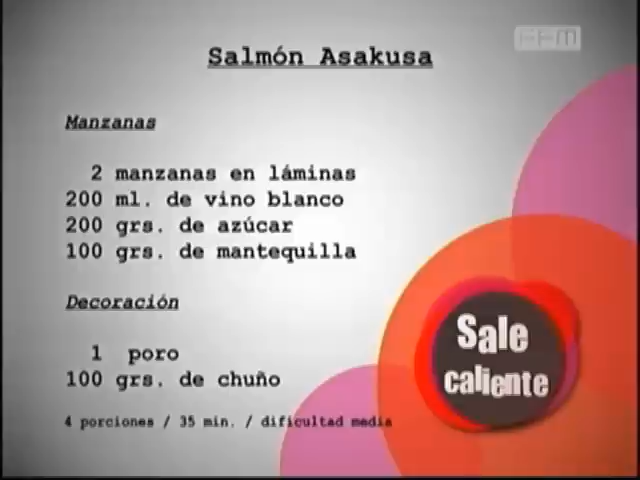 Salmón Asakusa
Manzanas
2 manzanas en láminas
200 ml. de vino blanco
200 grs. de azúcar
100 grs. de mantequilla
Decoración
1 poro
100 grs. de chuño
4 porciones / 35 min. / dificultad media
Sale
caliente